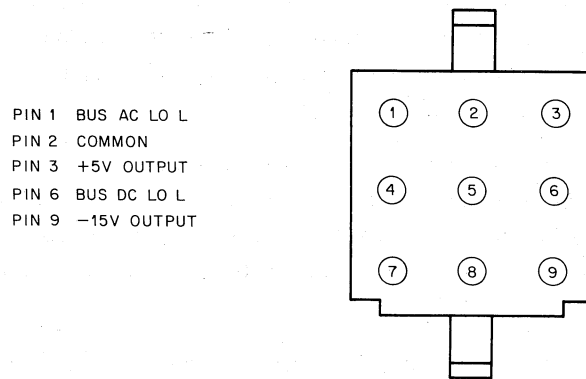 PIN 1 BUS AC LO L
PIN 2 COMMON
PIN 3 +5V OUTPUT
PIN 6 BUS DC LO L
PIN 9 −15V OUTPUT
1 2 3
4 5 6
7 8 9